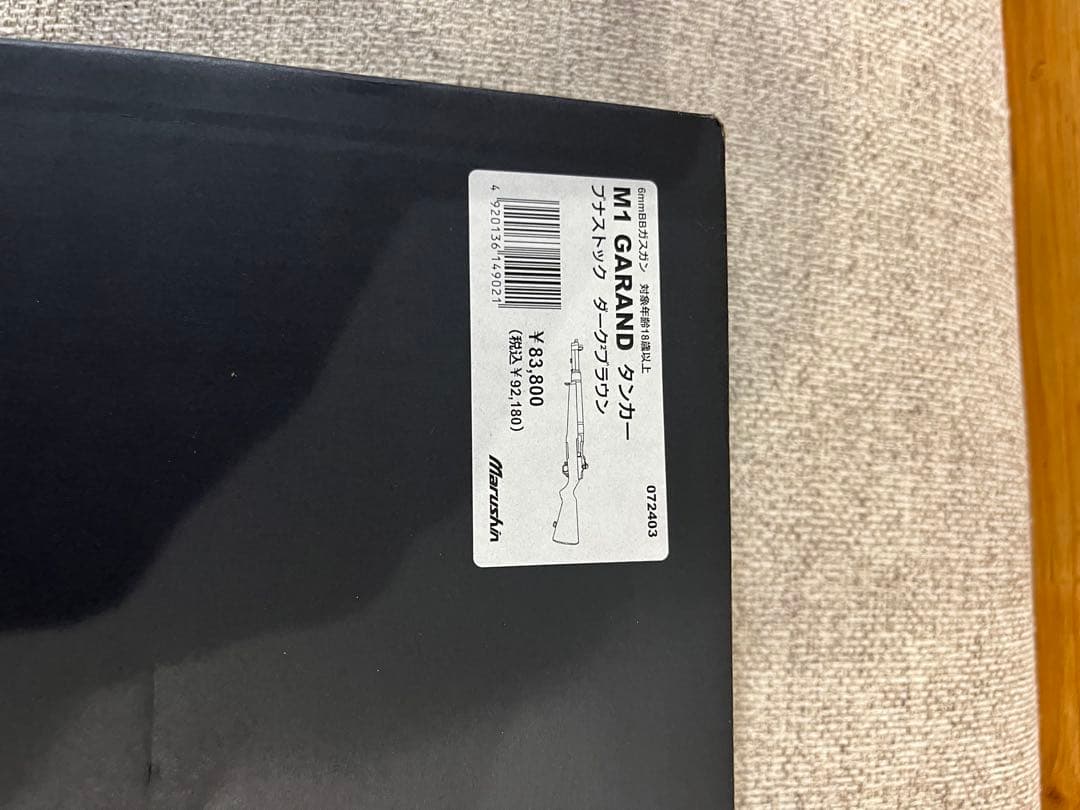 6mmBBガスガン 対象年齢18歳以上
072403
M1 GARAND タンカー
ブナストック ダーク²ブラウン
4 920136 149021
¥83,800
(税込¥92,180)
Marushin